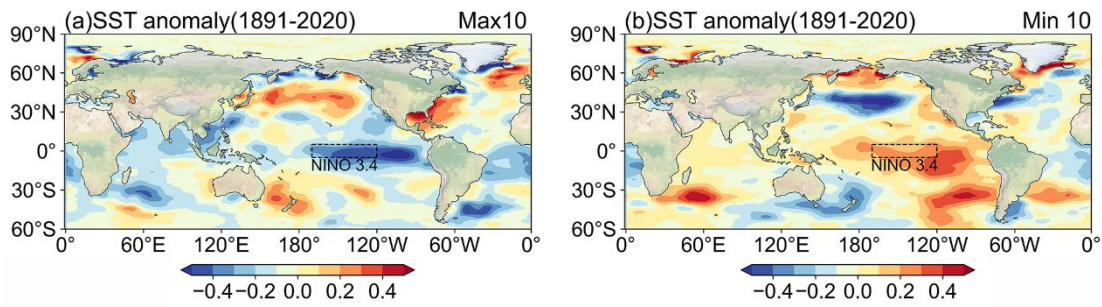 (a)SST anomaly(1891-2020) Max10
90°N
60°N
30°N
0°
30°S
60°S
NINO 3.4
0° 60°E 120°E 180° 120°W 60°W 0°
−0.4 −0.2 0.0 0.2 0.4
(b)SST anomaly(1891-2020) Min 10
90°N
60°N
30°N
0°
30°S
60°S
NINO 3.4
0° 60°E 120°E 180° 120°W 60°W 0°
−0.4 −0.2 0.0 0.2 0.4